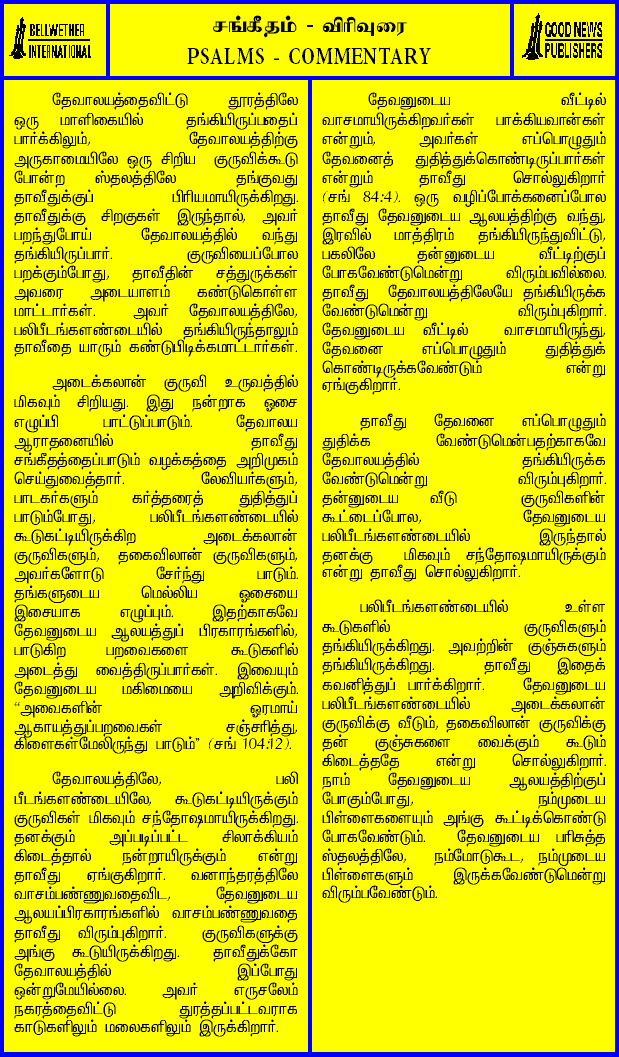 BELLWETHER
INTERNATIONAL
சங்கீதம் - விரிவுரை
PSALMS - COMMENTARY
GOOD NEWS
PUBLISHERS
தேவாலயத்தைவிட்டு தூரத்திலே
ஒரு மாளிகையில் தங்கியிருப்பதைப்
பார்க்கிலும், தேவாலயத்திற்கு
அருகாமையிலே ஒரு சிறிய குருவிக்கூடு
போன்ற ஸ்தலத்திலே தங்குவது
தாவீதுக்குப் பிரியமாயிருக்கிறது.
தாவீதுக்கு சிறகுகள் இருந்தால், அவர்
பறந்துபோய் தேவாலயத்தில் வந்து
தங்கியிருப்பார். குருவியைப்போல
பறக்கும்போது, தாவீதின் சத்துருக்கள்
அவரை அடையாளம் கண்டுகொள்ள
மாட்டார்கள். அவர் தேவாலயத்திலே,
பலிபீடங்களண்டையில் தங்கியிருந்தாலும்
தாவீதை யாரும் கண்டுபிடிக்கமாட்டார்கள்.
அடைக்கலான் குருவி உருவத்தில்
மிகவும் சிறியது. இது நன்றாக ஓசை
எழுப்பி பாட்டுப்பாடும். தேவாலய
ஆராதனையில் தாவீது
சங்கீதத்தைப்பாடும் வழக்கத்தை அறிமுகம்
செய்துவைத்தார். லேவியர்களும்,
பாடகர்களும் கர்த்தரைத் துதித்துப்
பாடும்போது, பலிபீடங்களண்டையில்
கூடுகட்டியிருக்கிற அடைக்கலான்
குருவிகளும், தகைவிலான் குருவிகளும்,
அவர்களோடு சேர்ந்து பாடும்.
தங்களுடைய மெல்லிய ஓசையை
இசையாக எழுப்பும். இதற்காகவே
தேவனுடைய ஆலயத்துப் பிரகாரங்களில்,
பாடுகிற பறவைகளை கூடுகளில்
அடைத்து வைத்திருப்பார்கள். இவையும்
தேவனுடைய மகிமையை அறிவிக்கும்.
“அவைகளின் ஓரமாய்
ஆகாயத்துப்பறவைகள் சஞ்சரித்து,
கிளைகள்மேலிருந்து பாடும்” (சங் 104:12).
தேவாலயத்திலே, பலி
பீடங்களண்டையிலே, கூடுகட்டியிருக்கும்
குருவிகள் மிகவும் சந்தோஷமாயிருக்கிறது.
தனக்கும் அப்படிப்பட்ட சிலாக்கியம்
கிடைத்தால் நன்றாயிருக்கும் என்று
தாவீது ஏங்குகிறார். வனாந்தரத்திலே
வாசம்பண்ணுவதைவிட, தேவனுடைய
ஆலயப்பிரகாரங்களில் வாசம்பண்ணுவதை
தாவீது விரும்புகிறார். குருவிகளுக்கு
அங்கு கூடுயிருக்கிறது. தாவீதுக்கோ
தேவாலயத்தில் இப்போது
ஒன்றுமேயில்லை. அவர் எருசலேம்
நகரத்தைவிட்டு துரத்தப்பட்டவராக
காடுகளிலும் மலைகளிலும் இருக்கிறார்.
தேவனுடைய வீட்டில்
வாசமாயிருக்கிறவர்கள் பாக்கியவான்கள்
என்றும், அவர்கள் எப்பொழுதும்
தேவனைத் துதித்துக்கொண்டிருப்பார்கள்
என்றும் தாவீது சொல்லுகிறார்
(சங் 84:4). ஒரு வழிப்போக்கனைப்போல
தாவீது தேவனுடைய ஆலயத்திற்கு வந்து,
இரவில் மாத்திரம் தங்கியிருந்துவிட்டு,
பகலிலே தன்னுடைய வீட்டிற்குப்
போகவேண்டுமென்று விரும்பவில்லை.
தாவீது தேவாலயத்திலேயே தங்கியிருக்க
வேண்டுமென்று விரும்புகிறார்.
தேவனுடைய வீட்டில் வாசமாயிருந்து,
தேவனை எப்பொழுதும் துதித்துக்
கொண்டிருக்கவேண்டும் என்று
ஏங்குகிறார்.
தாவீது தேவனை எப்பொழுதும்
துதிக்க வேண்டுமென்பதற்காகவே
தேவாலயத்தில் தங்கியிருக்க
வேண்டுமென்று விரும்புகிறார்.
தன்னுடைய வீடு குருவிகளின்
கூட்டைப்போல, தேவனுடைய
பலிபீடங்களண்டையில் இருந்தால்
தனக்கு மிகவும் சந்தோஷமாயிருக்கும்
என்று தாவீது சொல்லுகிறார்.
பலிபீடங்களண்டையில் உள்ள
கூடுகளில் குருவிகளும்
தங்கியிருக்கிறது. அவற்றின் குஞ்சுகளும்
தங்கியிருக்கிறது. தாவீது இதைக்
கவனித்துப் பார்க்கிறார். தேவனுடைய
பலிபீடங்களண்டையில் அடைக்கலான்
குருவிக்கு வீடும், தகைவிலான் குருவிக்கு
தன் குஞ்சுகளை வைக்கும் கூடும்
கிடைத்ததே என்று சொல்லுகிறார்.
நாம் தேவனுடைய ஆலயத்திற்குப்
போகும்போது, நம்முடைய
பிள்ளைகளையும் அங்கு கூட்டிக்கொண்டு
போகவேண்டும். தேவனுடைய பரிசுத்த
ஸ்தலத்திலே, நம்மோடுகூட, நம்முடைய
பிள்ளைகளும் இருக்கவேண்டுமென்று
விரும்பவேண்டும்.